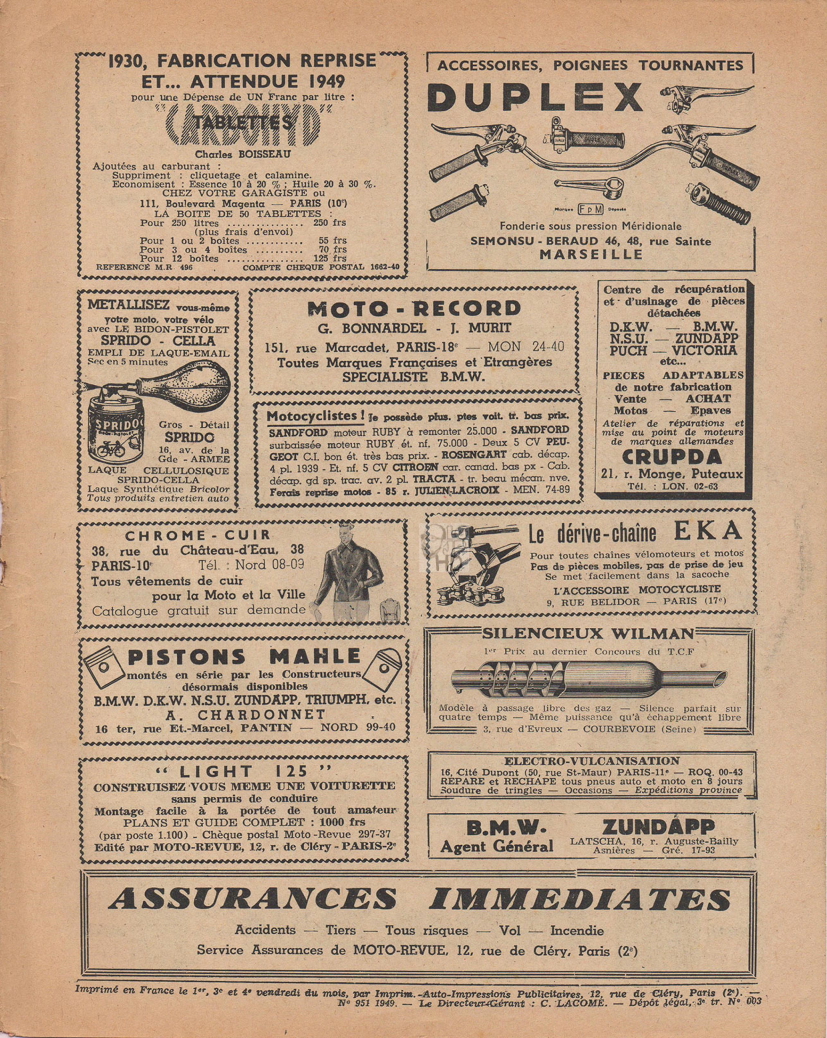 1930, FABRICATION REPRISE
ET... ATTENDUE 1949
pour une Dépense de UN Franc par litre :
"CARBOHYD"
TABLETTES
Charles BOISSEAU
Ajoutées au carburant :
Suppriment : cliquetage et calamine.
Economisent : Essence 10 à 20 % ; Huile 20 à 30 %.
CHEZ VOTRE GARAGISTE ou
111, Boulevard Magenta — PARIS (10e)
LA BOITE DE 50 TABLETTES :
Pour 250 litres ............... 250 frs
(plus frais d'envoi)
Pour 1 ou 2 boîtes ............ 55 frs
Pour 3 ou 4 boîtes ......... 70 frs
Pour 12 boîtes ................ 125 frs
REFERENCE M.R 496 . COMPTE CHEQUE POSTAL 1662-40
ACCESSOIRES, POIGNEES TOURNANTES
DUPLEX
Marque FpM Déposée
Fonderie sous pression Méridionale
SEMONSU - BERAUD 46, 48, rue Sainte
MARSEILLE
METALLISEZ vous-même
votre moto, votre vélo
avec LE BIDON-PISTOLET
SPRIDO - CELLA
EMPLI DE LAQUE-EMAIL
Sec en 5 minutes
SPRIDO
Gros - Détail
SPRIDO
16, av. de la
Gde - ARMEE
LAQUE CELLULOSIQUE
SPRIDO-CELLA
Laque Synthétique Bricolor
Tous produits entretien auto
MOTO - RECORD
G. BONNARDEL - J. MURIT
151, rue Marcadet, PARIS-18e — MON 24-40
Toutes Marques Françaises et Etrangères
SPECIALISTE B.M.W.
Motocyclistes ! Je possède plus. ptes voit. tr. bas prix.
SANDFORD moteur RUBY à remonter 25.000 - SANDFORD
surbaissée moteur RUBY ét. nf. 75.000 - Deux 5 CV PEU-
GEOT C.I. bon ét. très bas prix. - ROSENGART cab. décap.
4 pl. 1939 - Et. nf. 5 CV CITROEN car. canad. bas px - Cab.
décap. gd sp. trac. av. 2 pl. TRACTA - tr. beau mécan. nve.
Ferais reprise motos - 85 r. JULIEN-LACROIX - MEN. 74-89
Centre de récupération
et d'usinage de pièces
détachées
D.K.W. — B.M.W.
N.S.U. — ZUNDAPP
PUCH — VICTORIA
etc...
PIECES ADAPTABLES
de notre fabrication
Vente — ACHAT
Motos — Epaves
Atelier de réparations et
mise au point de moteurs
de marques allemandes
CRUPDA
21, r. Monge, Puteaux
Tél. : LON. 02-63
CHROME - CUIR
38, rue du Château-d'Eau, 38
PARIS-10e Tél. : Nord 08-09
Tous vêtements de cuir
pour la Moto et la Ville
Catalogue gratuit sur demande
Le dérive-chaîne EKA
Pour toutes chaînes vélomoteurs et motos
Pas de pièces mobiles, pas de prise de jeu
Se met facilement dans la sacoche
L'ACCESSOIRE MOTOCYCLISTE
9, RUE BELIDOR — PARIS (17e)
PISTONS MAHLE
montés en série par les Constructeurs
désormais disponibles
B.M.W. D.K.W. N.S.U. ZUNDAPP, TRIUMPH, etc.
A. CHARDONNET
16 ter, rue Et.-Marcel, PANTIN — NORD 99-40
SILENCIEUX WILMAN
1er Prix au dernier Concours du T.C.F
Modèle à passage libre des gaz — Silence parfait sur
quatre temps — Même puissance qu'à échappement libre
3, rue d'Evreux — COURBEVOIE (Seine)
" LIGHT 125 "
CONSTRUISEZ VOUS MEME UNE VOITURETTE
sans permis de conduire
Montage facile à la portée de tout amateur
PLANS ET GUIDE COMPLET : 1000 frs
(par poste 1.100) - Chèque postal Moto-Revue 297-37
Edité par MOTO-REVUE, 12, r. de Cléry - PARIS-2e
ELECTRO-VULCANISATION
16, Cité Dupont (50, rue St-Maur) PARIS-11e — ROQ. 00-43
REPARE et RECHAPE tous pneus auto et moto en 8 jours
Soudure de tringles — Occasions — Expéditions province
B.M.W. ZUNDAPP
Agent Général
LATSCHA, 16, r. Auguste-Bailly
Asnières — Gré. 17-93
ASSURANCES IMMEDIATES
Accidents — Tiers — Tous risques — Vol — Incendie
Service Assurances de MOTO-REVUE, 12, rue de Cléry, Paris (2e)
Imprimé en France le 1er, 3e et 4e vendredi du mois, par Imprim.-Auto-Impressions Publicitaires, 12, rue de Cléry, Paris (2e). —
No 951 1949. — Le Directeur-Gérant : C. LACOME. — Dépôt légal, 3e tr. No 003